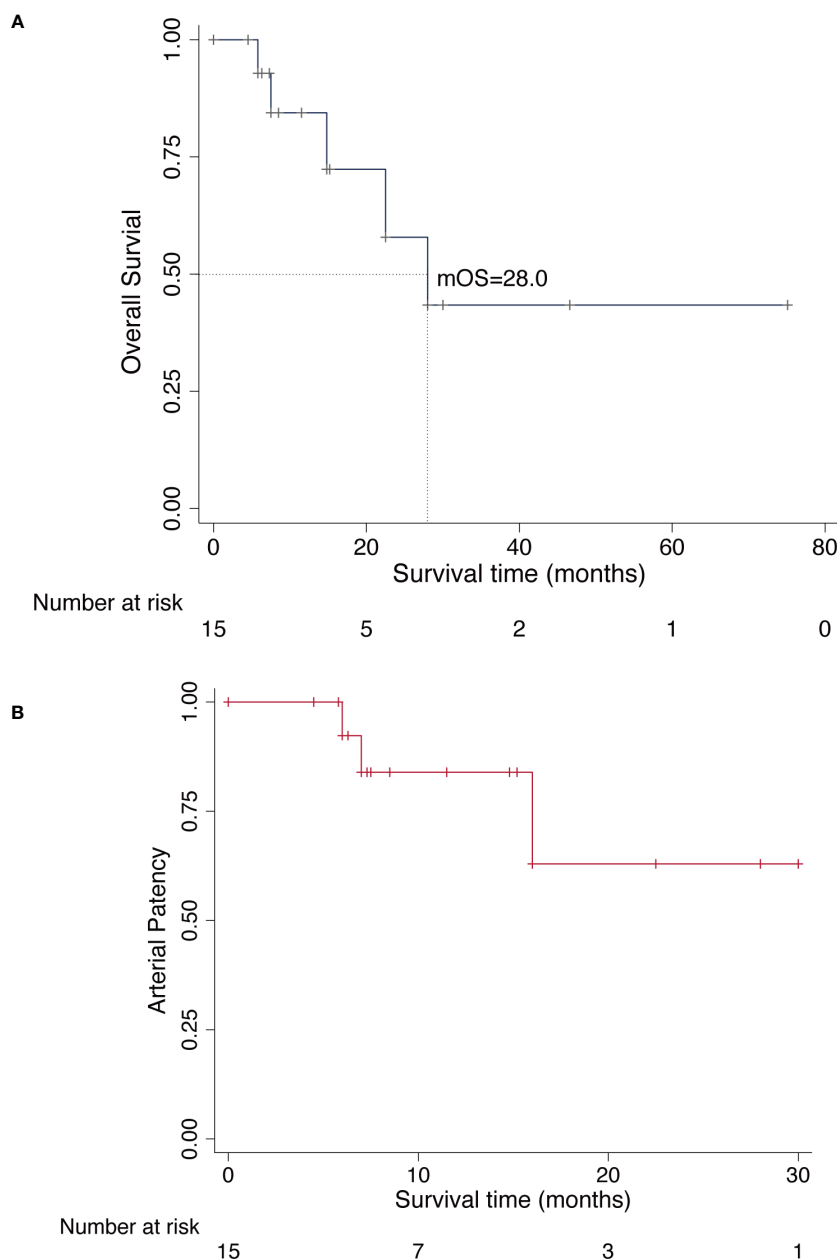 A
1.00
0.75
0.50
0.25
0.00
Overall Survial
mOS=28.0
0 20 40 60 80
Survival time (months)
Number at risk
15 5 2 1 0
B
1.00
0.75
0.50
0.25
0.00
Arterial Patency
0 10 20 30
Survival time (months)
Number at risk
15 7 3 1